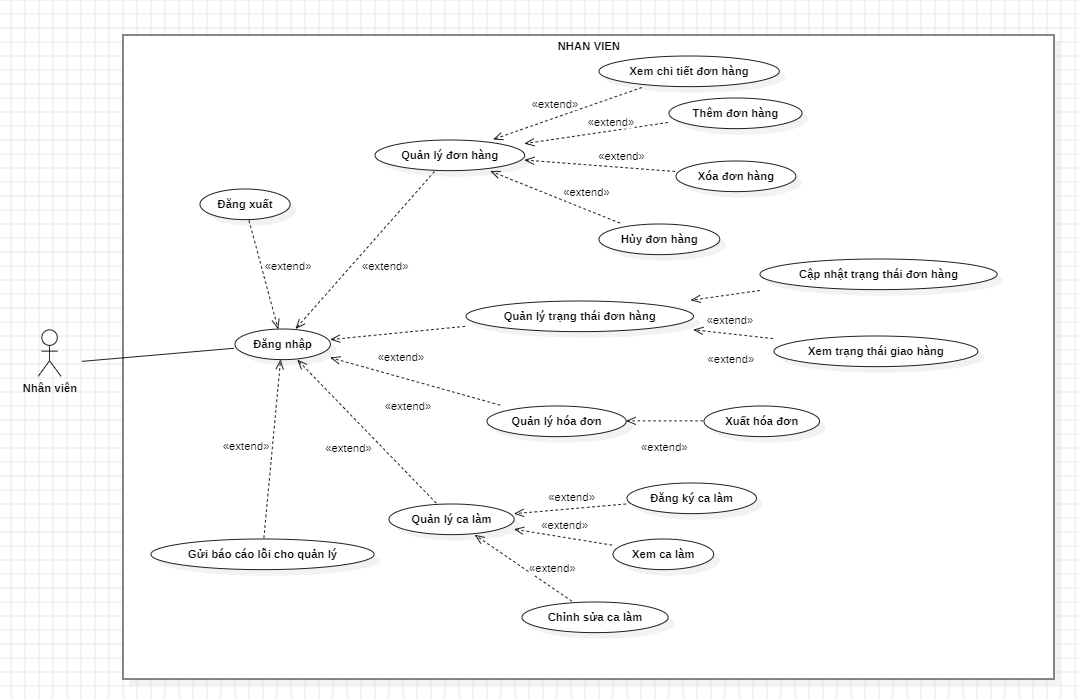 NHAN VIEN
Xem chi tiết đơn hàng
«extend»
Thêm đơn hàng
«extend»
Quản lý đơn hàng
«extend»
Xóa đơn hàng
«extend»
Đăng xuất
Hủy đơn hàng
«extend»
«extend»
Cập nhật trạng thái đơn hàng
Quản lý trạng thái đơn hàng
«extend»
Đăng nhập
Xem trạng thái giao hàng
«extend»
«extend»
Nhân viên
«extend»
Quản lý hóa đơn
Xuất hóa đơn
«extend»
«extend»
«extend»
Đăng ký ca làm
«extend»
Quản lý ca làm
«extend»
Gửi báo cáo lỗi cho quản lý
Xem ca làm
«extend»
Chỉnh sửa ca làm